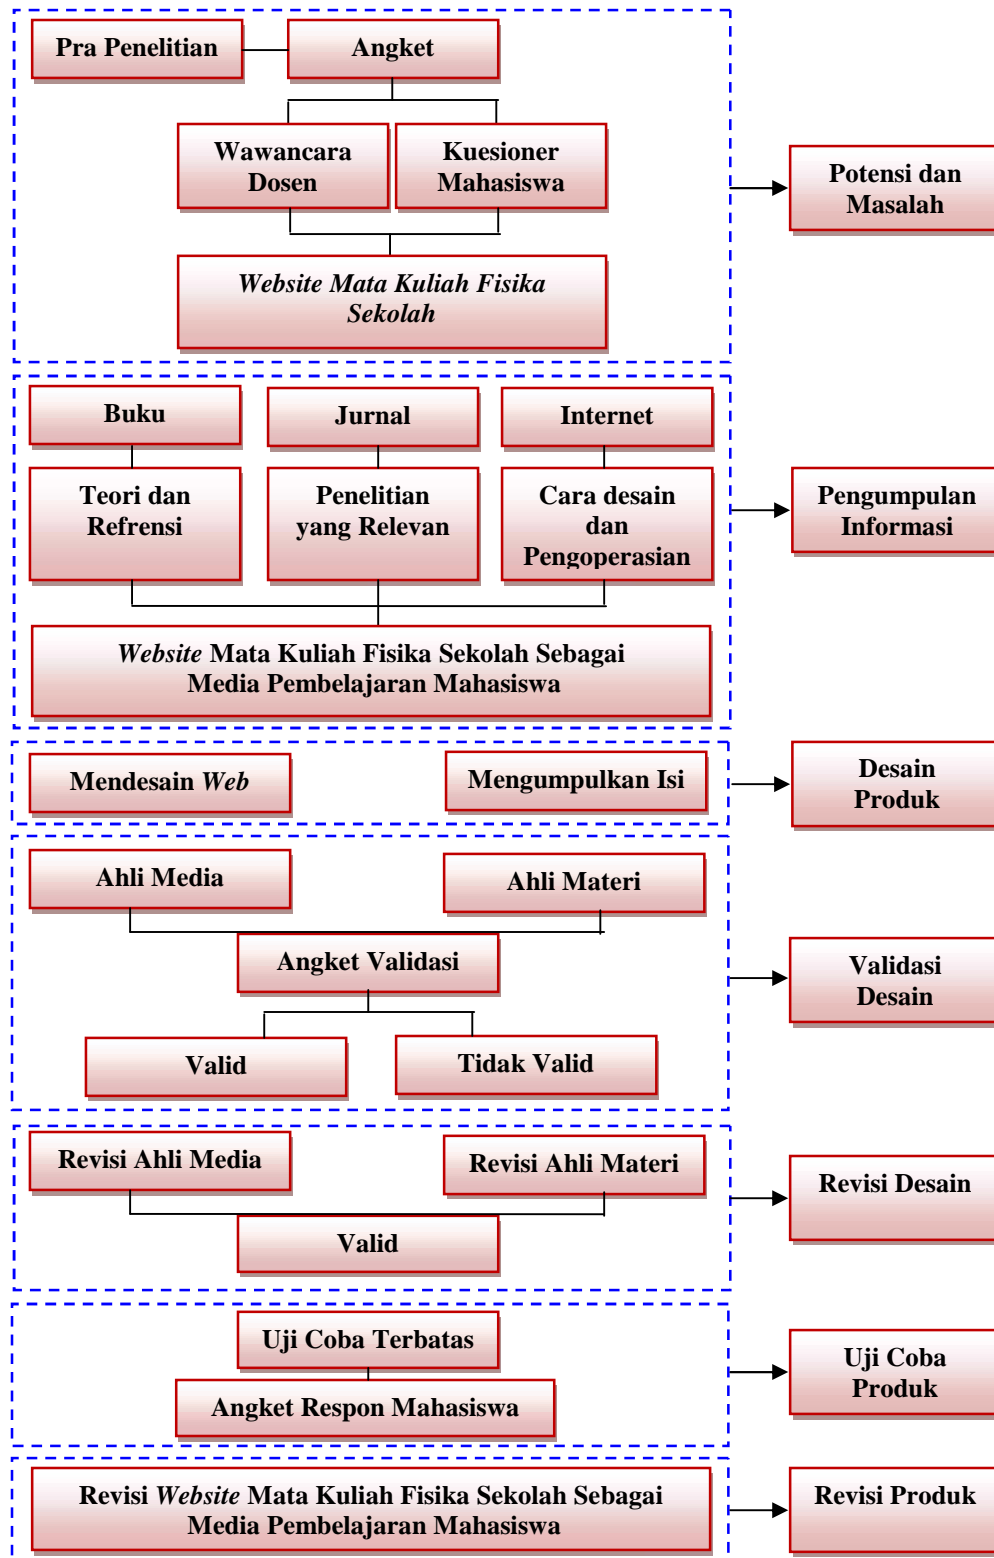 Pra Penelitian
Angket
Wawancara
Dosen
Kuesioner
Mahasiswa
Website Mata Kuliah Fisika
Sekolah
Potensi dan
Masalah
Buku
Jurnal
Internet
Teori dan
Refrensi
Penelitian
yang Relevan
Cara desain
dan
Pengoperasian
Website Mata Kuliah Fisika Sekolah Sebagai
Media Pembelajaran Mahasiswa
Pengumpulan
Informasi
Mendesain Web
Mengumpulkan Isi
Desain
Produk
Ahli Media
Ahli Materi
Angket Validasi
Valid
Tidak Valid
Validasi
Desain
Revisi Ahli Media
Revisi Ahli Materi
Valid
Revisi Desain
Uji Coba Terbatas
Angket Respon Mahasiswa
Uji Coba
Produk
Revisi Website Mata Kuliah Fisika Sekolah Sebagai
Media Pembelajaran Mahasiswa
Revisi Produk